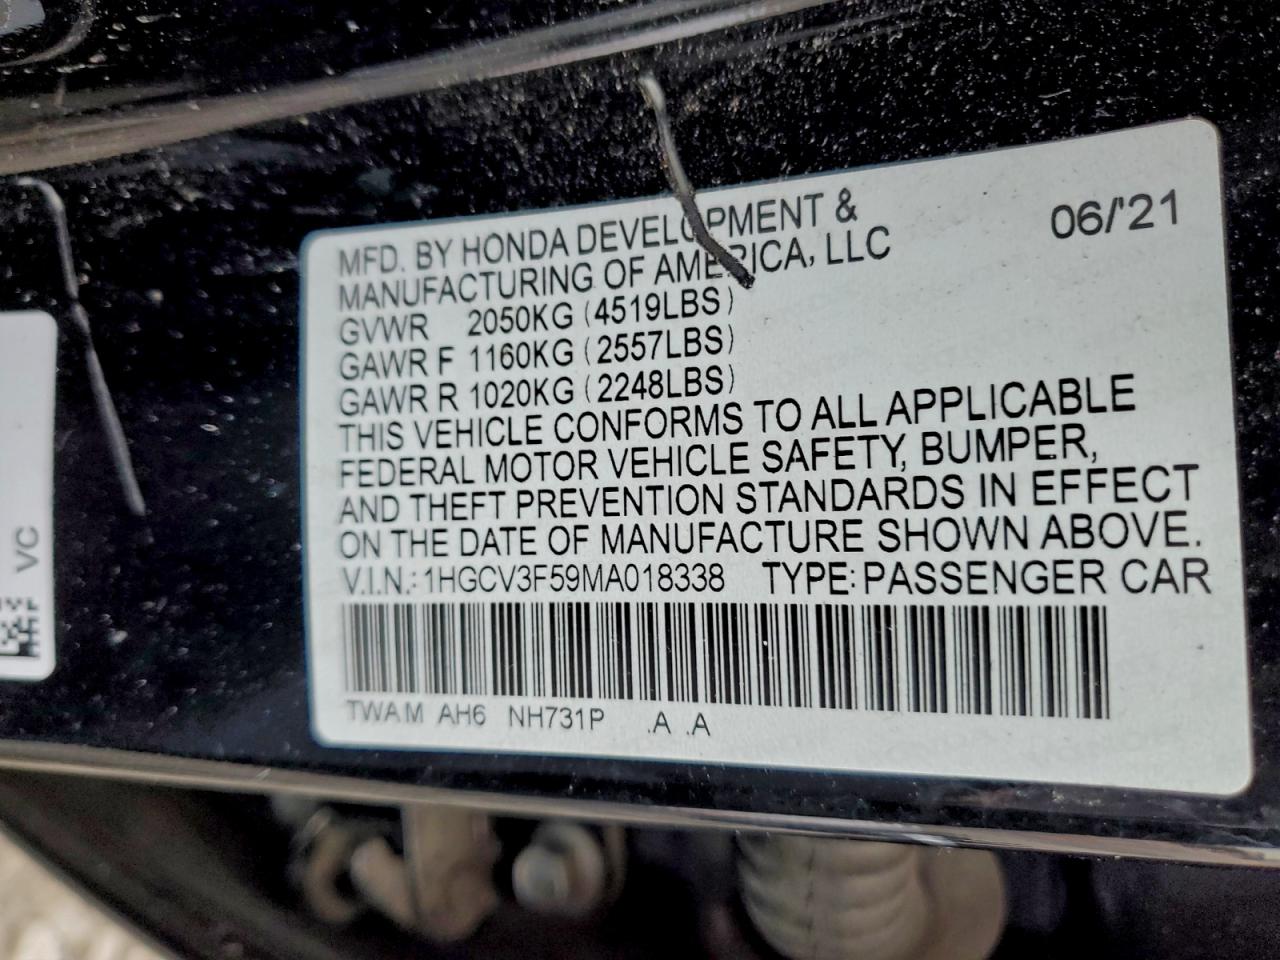 MFD. BY HONDA DEVELOPMENT &
MANUFACTURING OF AMERICA, LLC
06/'21
GVWR 2050KG (4519LBS)
GAWR F 1160KG (2557LBS)
GAWR R 1020KG (2248LBS)
THIS VEHICLE CONFORMS TO ALL APPLICABLE
FEDERAL MOTOR VEHICLE SAFETY, BUMPER,
AND THEFT PREVENTION STANDARDS IN EFFECT
ON THE DATE OF MANUFACTURE SHOWN ABOVE.
V.I.N.: 1HGCV3F59MA018338 TYPE: PASSENGER CAR
TWAM AH6 NH731P .A .A
VC